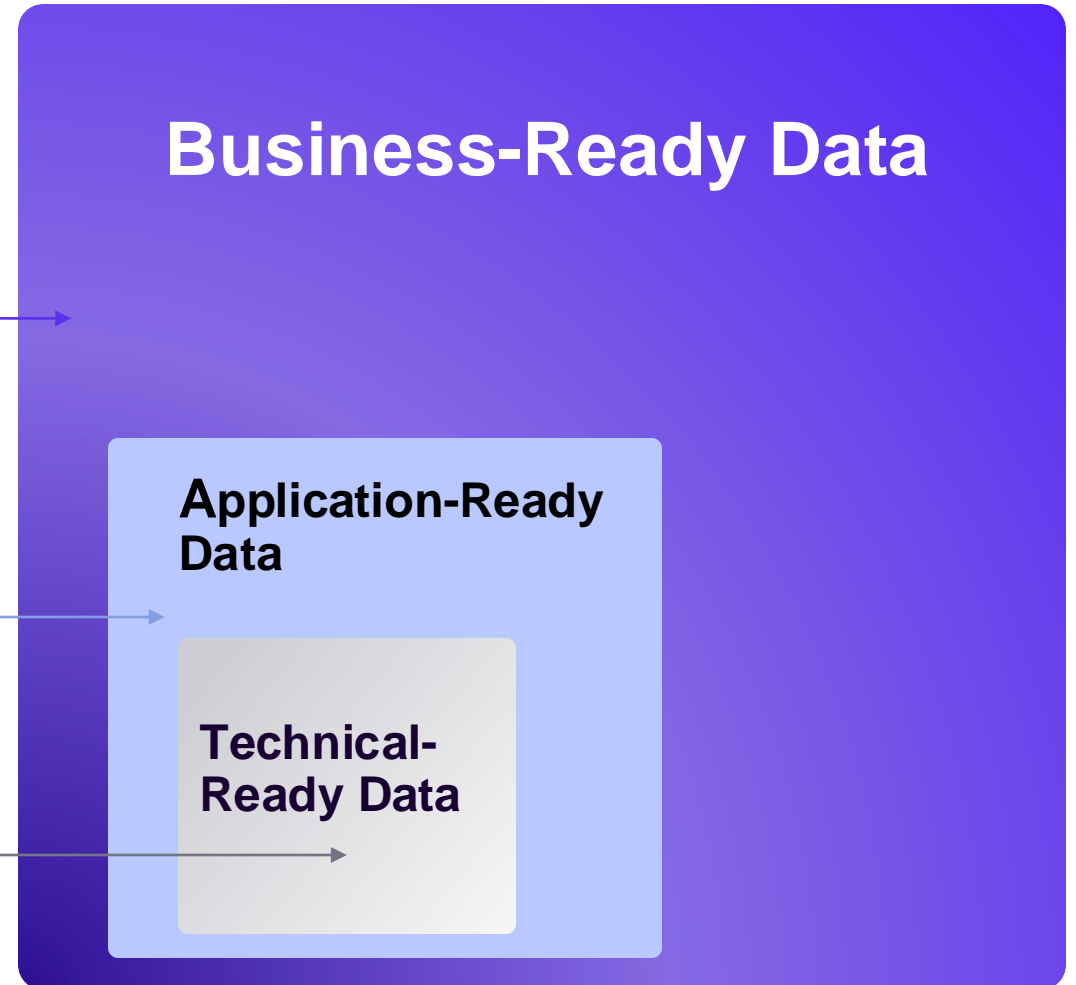 Business-Ready Data
Application-Ready
Data
Technical-
Ready Data